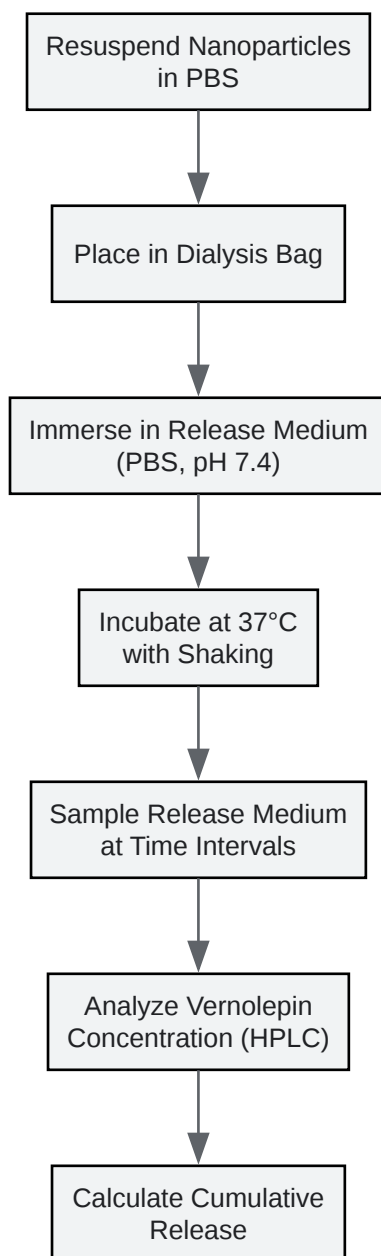 Resuspend Nanoparticles
in PBS
Place in Dialysis Bag
Immerse in Release Medium
(PBS, pH 7.4)
Incubate at 37°C
with Shaking
Sample Release Medium
at Time Intervals
Analyze Vernolepin
Concentration (HPLC)
Calculate Cumulative
Release